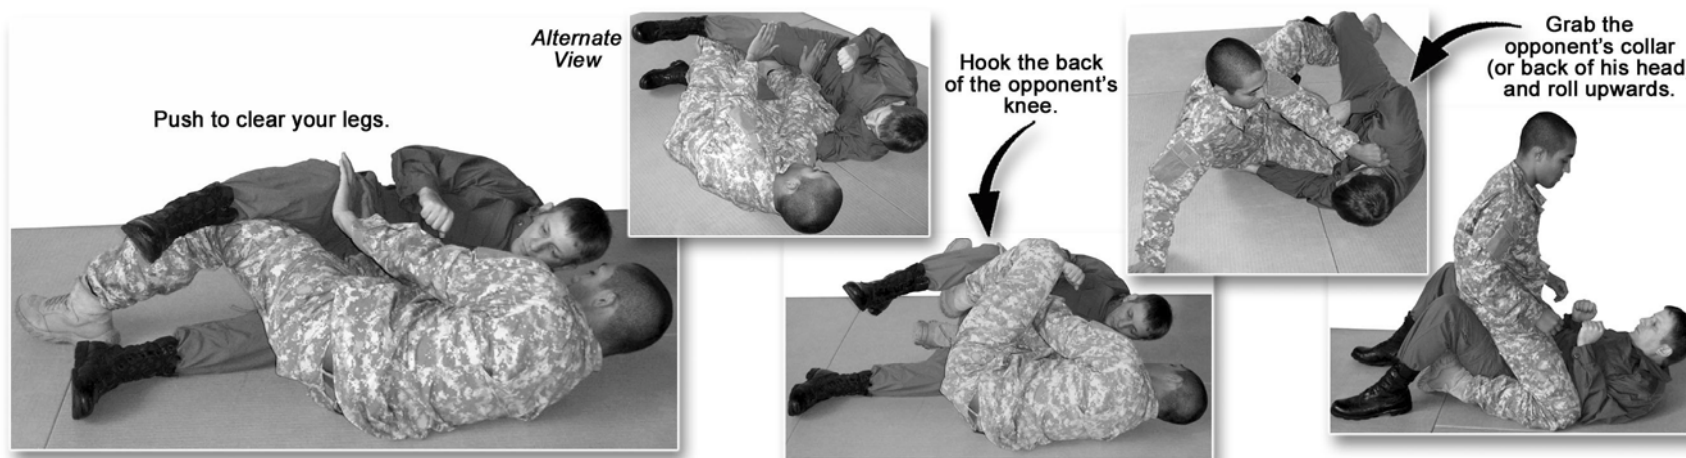 Alternate
View
Push to clear your legs.
Hook the back
of the opponent's
knee.
Grab the
opponent's collar
(or back of his head
and roll upwards.